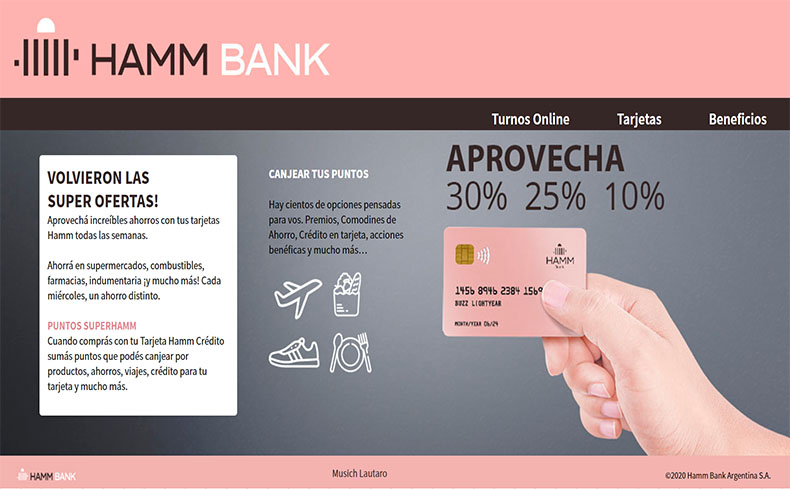 HAMM BANK
Turnos Online Tarjetas Beneficios
VOLVIERON LAS
SUPER OFERTAS!
Aprovechá increíbles ahorros con tus tarjetas
Hamm todas las semanas.
Ahorrá en supermercados, combustibles,
farmacias, indumentaria ¡y mucho más! Cada
miércoles, un ahorro distinto.
PUNTOS SUPERHAMM
Cuando comprás con tu Tarjeta Hamm Crédito
sumás puntos que podés canjear por
productos, ahorros, viajes, crédito para tu
tarjeta y mucho más.
CANJEAR TUS PUNTOS
Hay cientos de opciones pensadas
para vos. Premios, Comodines de
Ahorro, Crédito en tarjeta, acciones
benéficas y mucho más...
APROVECHA
30% 25% 10%
HAMM
Bank
1456 8946 2384 1569
BUZZ LIGHTYEAR
MONTH/YEAR 06/24
HAMM BANK
Musich Lautaro
©2020 Hamm Bank Argentina S.A.